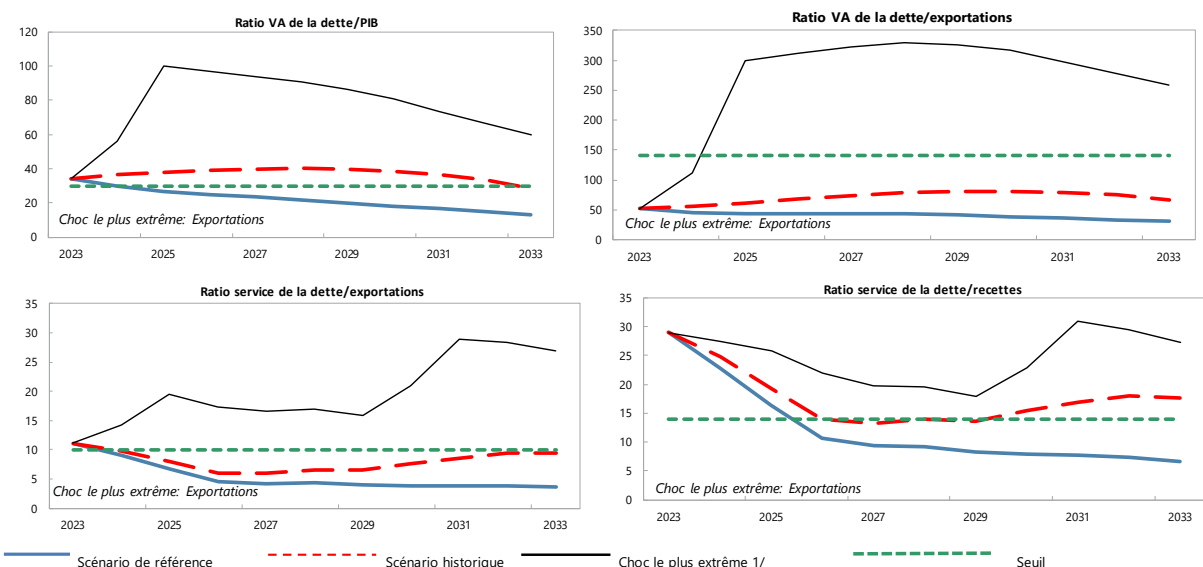 Ratio VA de la dette/PIB
120
100
80
60
40
20
0
Choc le plus extrême: Exportations
2023 2025 2027 2029 2031 2033
Ratio VA de la dette/exportations
350
300
250
200
150
100
50
0
Choc le plus extrême: Exportations
2023 2025 2027 2029 2031 2033
Ratio service de la dette/exportations
35
30
25
20
15
10
5
0
Choc le plus extrême: Exportations
2023 2025 2027 2029 2031 2033
Ratio service de la dette/recettes
35
30
25
20
15
10
5
0
Choc le plus extrême: Exportations
2023 2025 2027 2029 2031 2033
Scénario de référence Scénario historique Choc le plus extrême 1/ Seuil